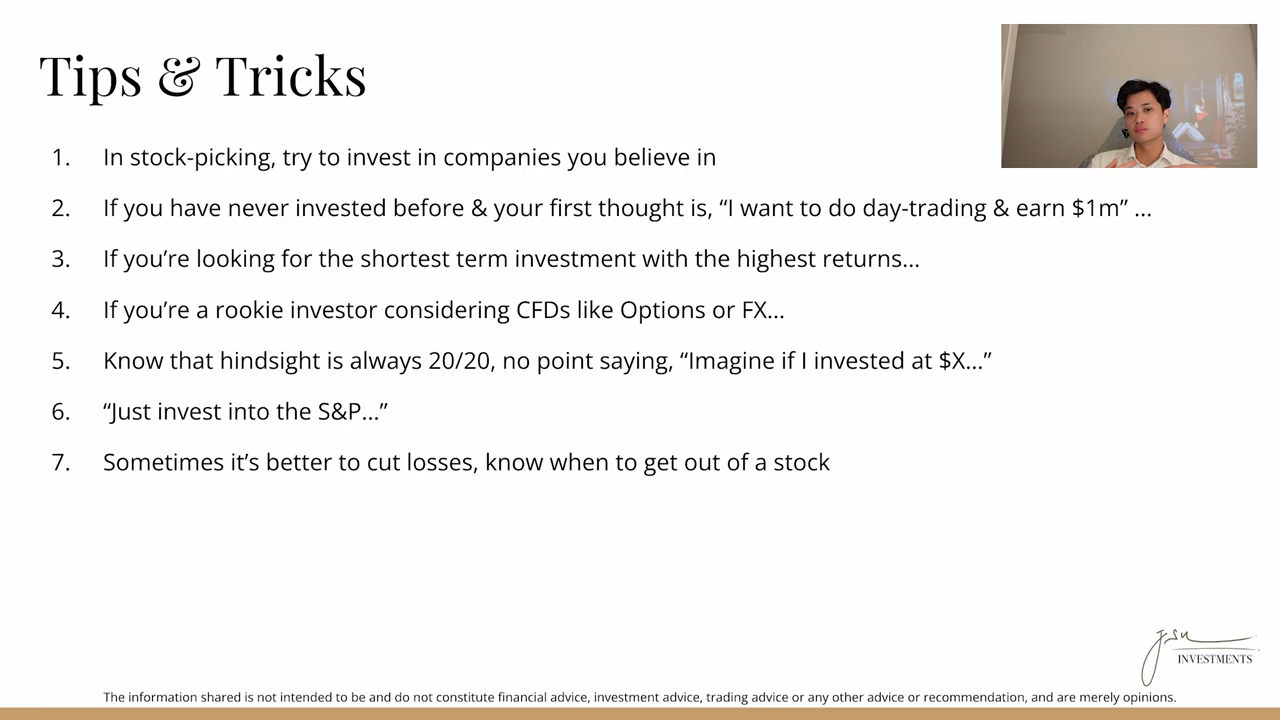 Tips & Tricks
1. In stock-picking, try to invest in companies you believe in
2. If you have never invested before & your first thought is, “I want to do day-trading & earn $1m” ...
3. If you’re looking for the shortest term investment with the highest returns...
4. If you’re a rookie investor considering CFDs like Options or FX...
5. Know that hindsight is always 20/20, no point saying, “Imagine if I invested at $X...”
6. “Just invest into the S&P...”
7. Sometimes it’s better to cut losses, know when to get out of a stock
INVESTMENTS
The information shared is not intended to be and do not constitute financial advice, investment advice, trading advice or any other advice or recommendation, and are merely opinions.